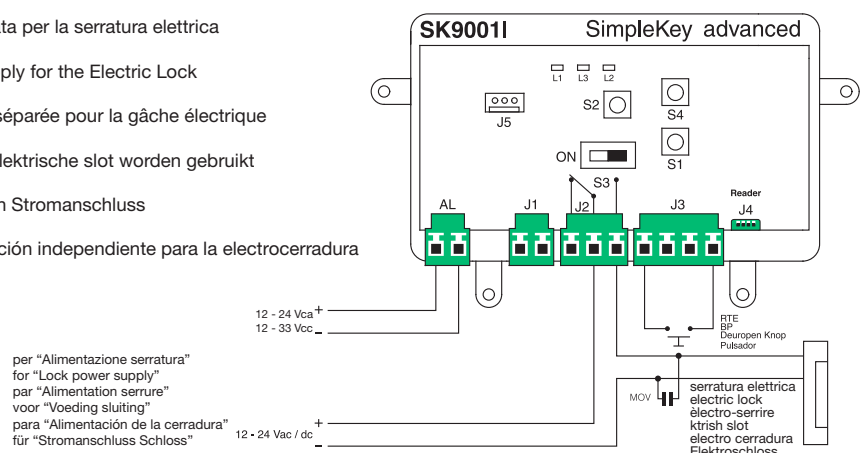 ta per la serratura elettrica
ply for the Electric Lock
séparée pour la gâche électrique
lektrische slot worden gebruikt
n Stromanschluss
ción independiente para la electrocerradura
SK9001I SimpleKey advanced
L1 L3 L2
J5
S2
S4
S1
ON
S3
AL
J1
J2
J3
Reader
J4
12 - 24 Vca +
12 - 33 Vcc -
RTE
BP
Deuropen Knop
Pulsador
per “Alimentazione serratura”
for “Lock power supply”
par “Alimentation serrure”
voor “Voeding sluiting”
para “Alimentación de la cerradura”
für “Stromanschluss Schloss”
12 - 24 Vac / dc
+
-
MOV
serratura elettrica
electric lock
èlectro-serrire
ktrish slot
electro cerradura
Elektroschloss